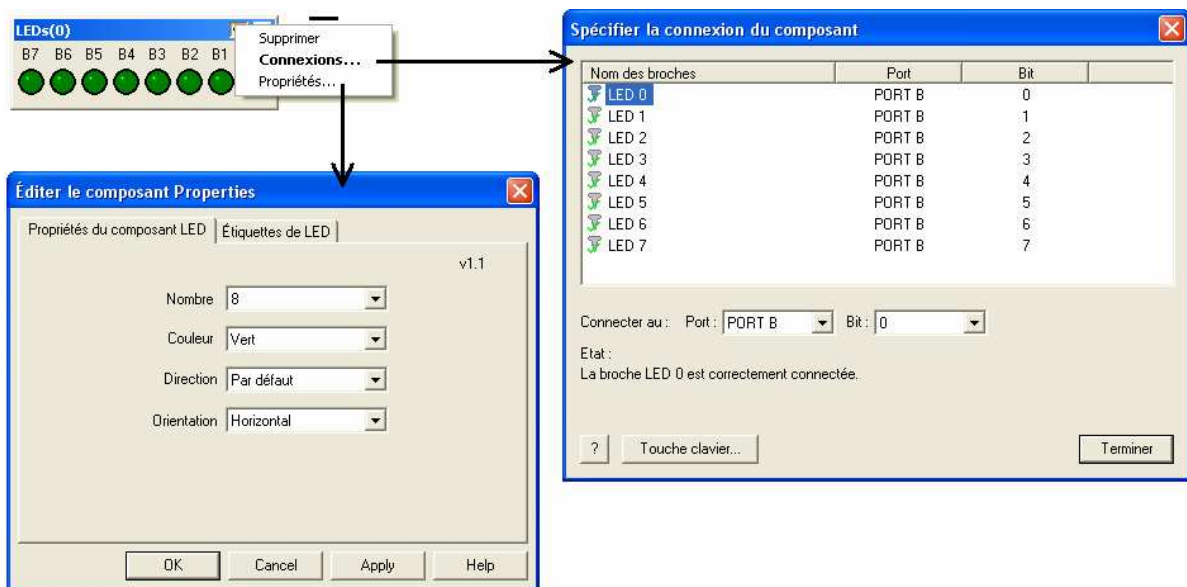 LEDs(0)
B7 B6 B5 B4 B3 B2 B1
Supprimer
Connexions...
Propriétés...
Spécifier la connexion du composant
Nom des broches Port Bit
LED 0 PORT B 0
LED 1 PORT B 1
LED 2 PORT B 2
LED 3 PORT B 3
LED 4 PORT B 4
LED 5 PORT B 5
LED 6 PORT B 6
LED 7 PORT B 7
Connecter au : Port : PORT B Bit : 0
Etat :
La broche LED 0 est correctement connectée.
? Touche clavier... Terminer
Éditer le composant Properties
Propriétés du composant LED Étiquettes de LED
v1.1
Nombre 8
Couleur Vert
Direction Par défaut
Orientation Horizontal
OK Cancel Apply Help